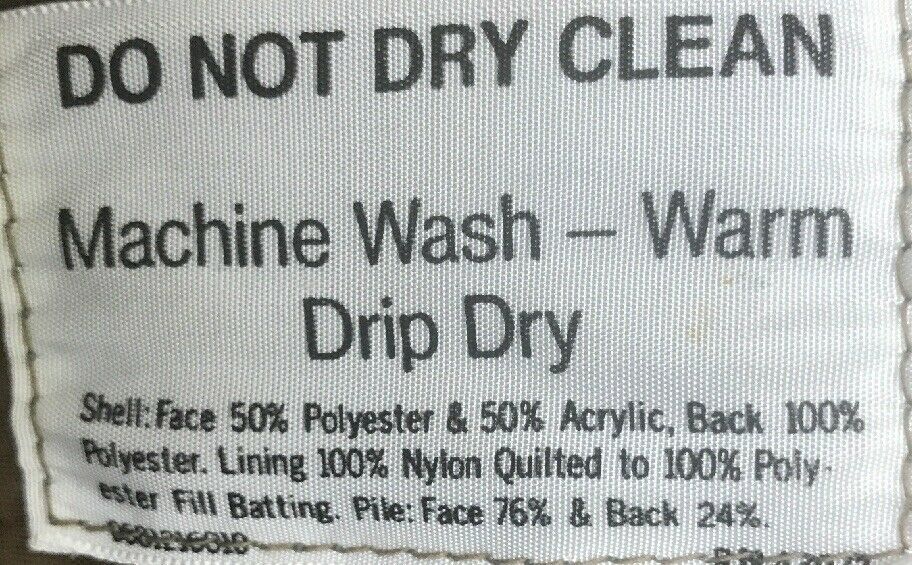 DO NOT DRY CLEAN
Machine Wash – Warm
Drip Dry
Shell: Face 50% Polyester & 50% Acrylic, Back 100%
Polyester. Lining 100% Nylon Quilted to 100% Poly-
ester Fill Batting. Pile: Face 76% & Back 24%.